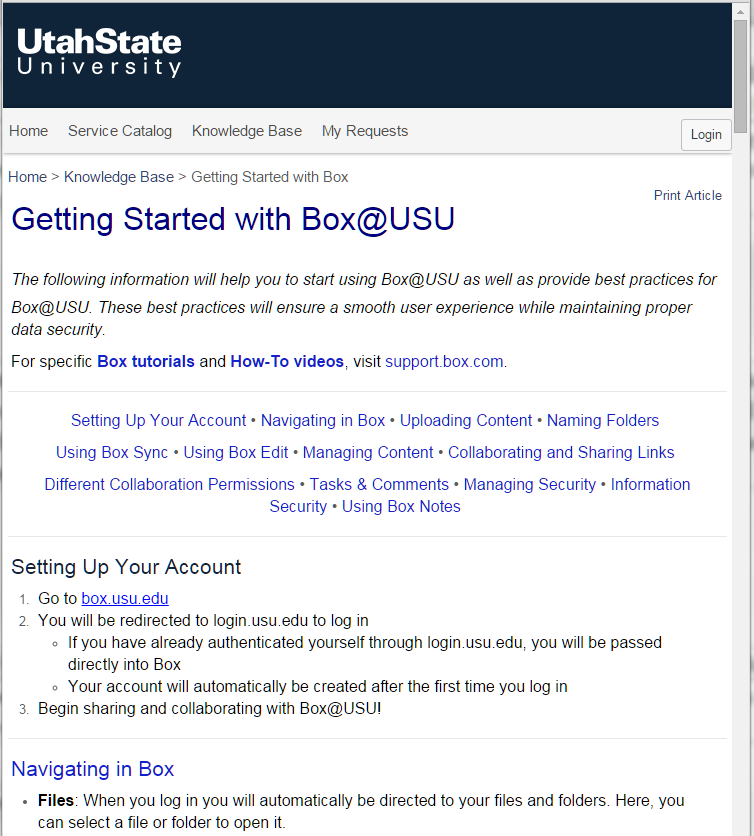 UtahState
University
Home Service Catalog Knowledge Base My Requests
Login
Home > Knowledge Base > Getting Started with Box
Print Article
Getting Started with Box@USU
The following information will help you to start using Box@USU as well as provide best practices for
Box@USU. These best practices will ensure a smooth user experience while maintaining proper
data security.
For specific Box tutorials and How-To videos, visit support.box.com.
Setting Up Your Account • Navigating in Box • Uploading Content • Naming Folders
Using Box Sync • Using Box Edit • Managing Content • Collaborating and Sharing Links
Different Collaboration Permissions • Tasks & Comments • Managing Security • Information
Security • Using Box Notes
Setting Up Your Account
1. Go to box.usu.edu
2. You will be redirected to login.usu.edu to log in
◦ If you have already authenticated yourself through login.usu.edu, you will be passed
directly into Box
◦ Your account will automatically be created after the first time you log in
3. Begin sharing and collaborating with Box@USU!
Navigating in Box
• Files: When you log in you will automatically be directed to your files and folders. Here, you
can select a file or folder to open it.